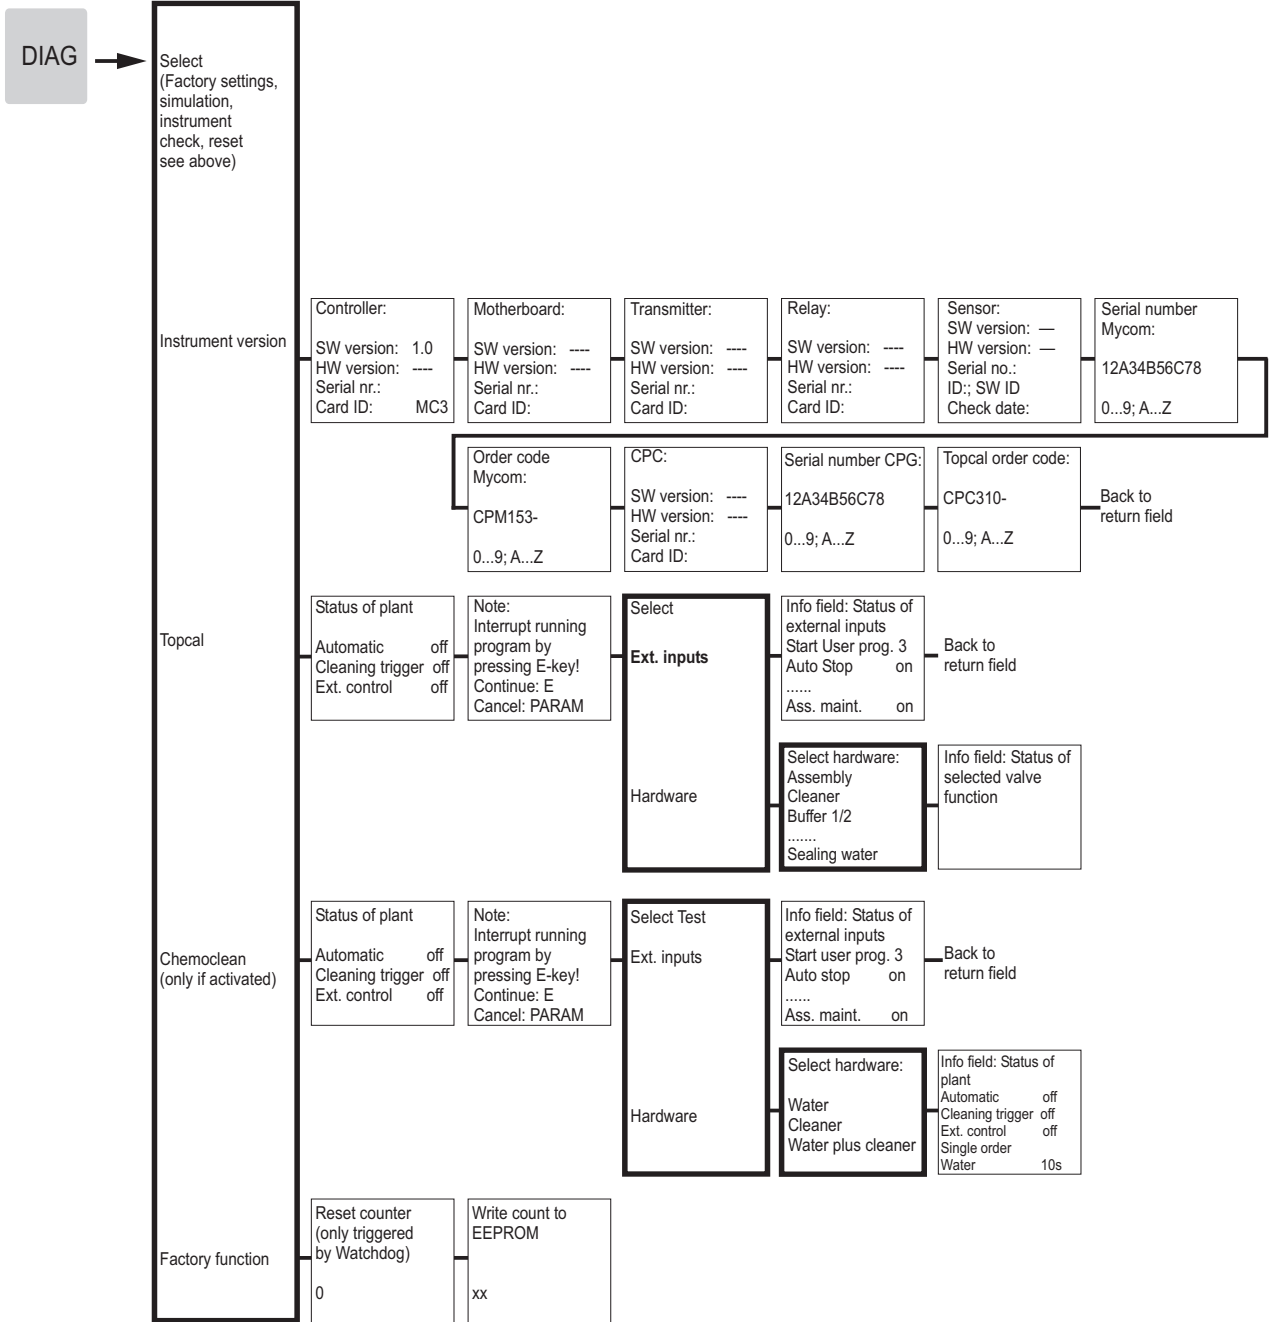 DIAG
Select
(Factory settings,
simulation,
instrument
check, reset
see above)
Instrument version
Controller:
SW version: 1.0
HW version: ----
Serial nr.:
Card ID: MC3
Motherboard:
SW version: ----
HW version: ----
Serial nr.:
Card ID:
Transmitter:
SW version: ----
HW version: ----
Serial nr.:
Card ID:
Relay:
SW version: ----
HW version: ----
Serial nr.:
Card ID:
Sensor:
SW version: —
HW version: —
Serial no.:
ID:; SW ID
Check date:
Serial number
Mycom:
12A34B56C78
0...9; A...Z
Order code
Mycom:
CPM153-
0...9; A...Z
CPC:
SW version: ----
HW version: ----
Serial nr.:
Card ID:
Serial number CPG:
12A34B56C78
0...9; A...Z
Topcal order code:
CPC310-
0...9; A...Z
Back to
return field
Topcal
Status of plant
Automatic off
Cleaning trigger off
Ext. control off
Note:
Interrupt running
program by
pressing E-key!
Continue: E
Cancel: PARAM
Select
Ext. inputs
Hardware
Info field: Status of
external inputs
Start User prog. 3
Auto Stop on
......
Ass. maint. on
Back to
return field
Select hardware:
Assembly
Cleaner
Buffer 1/2
.......
Sealing water
Info field: Status of
selected valve
function
Chemoclean
(only if activated)
Status of plant
Automatic off
Cleaning trigger off
Ext. control off
Note:
Interrupt running
program by
pressing E-key!
Continue: E
Cancel: PARAM
Select Test
Ext. inputs
Hardware
Info field: Status of
external inputs
Start user prog. 3
Auto stop on
......
Ass. maint. on
Back to
return field
Select hardware:
Water
Cleaner
Water plus cleaner
Info field: Status of
plant
Automatic off
Cleaning trigger off
Ext. control off
Single order
Water 10s
Factory function
Reset counter
(only triggered
by Watchdog)
0
Write count to
EEPROM
xx